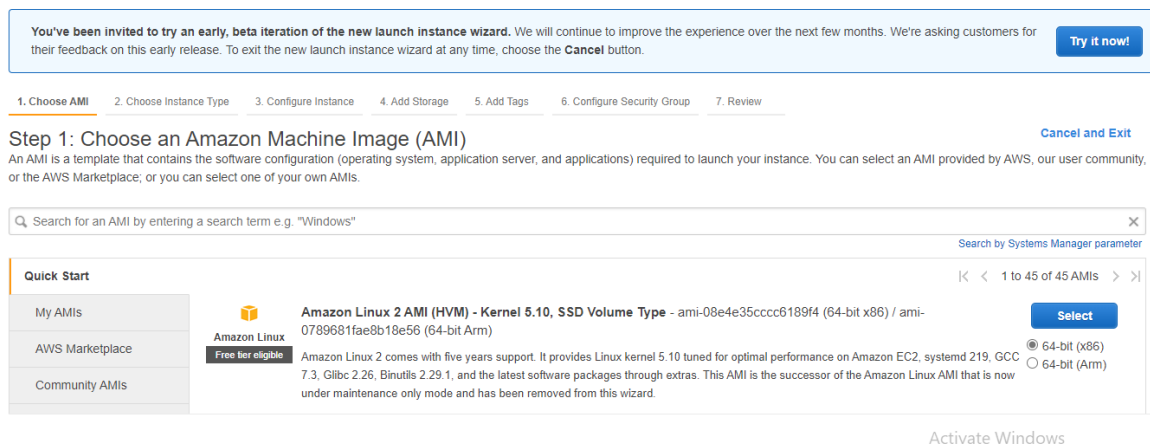 You've been invited to try an early, beta iteration of the new launch instance wizard. We will continue to improve the experience over the next few months. We're asking customers for
their feedback on this early release. To exit the new launch instance wizard at any time, choose the Cancel button.
Try it now!
1. Choose AMI 2. Choose Instance Type 3. Configure Instance 4. Add Storage 5. Add Tags 6. Configure Security Group 7. Review
Step 1: Choose an Amazon Machine Image (AMI)
Cancel and Exit
An AMI is a template that contains the software configuration (operating system, application server, and applications) required to launch your instance. You can select an AMI provided by AWS, our user community,
or the AWS Marketplace; or you can select one of your own AMIs.
Search for an AMI by entering a search term e.g. "Windows"
Search by Systems Manager parameter
Quick Start
1 to 45 of 45 AMIs
My AMIs
AWS Marketplace
Community AMIs
Amazon Linux
Free tier eligible
Amazon Linux 2 AMI (HVM) - Kernel 5.10, SSD Volume Type - ami-08e4e35cccc6189f4 (64-bit x86) / ami-
0789681fae8b18e56 (64-bit Arm)
Amazon Linux 2 comes with five years support. It provides Linux kernel 5.10 tuned for optimal performance on Amazon EC2, systemd 219, GCC
7.3, Glibc 2.26, Binutils 2.29.1, and the latest software packages through extras. This AMI is the successor of the Amazon Linux AMI that is now
under maintenance only mode and has been removed from this wizard.
Select
64-bit (x86)
64-bit (Arm)
Activate Windows